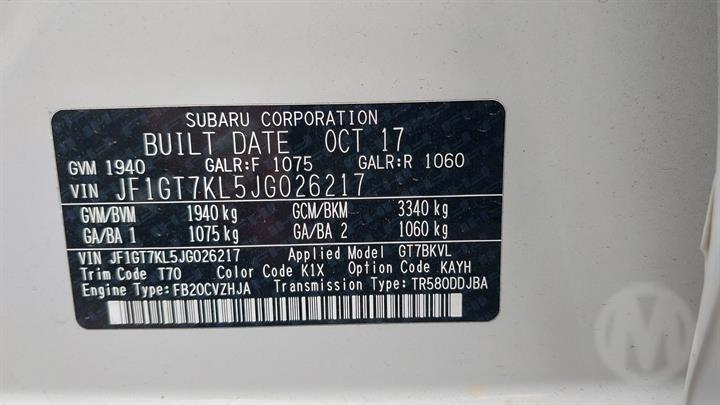 SUBARU CORPORATION
BUILT DATE OCT 17
GVM 1940 GALR:F 1075 GALR:R 1060
VIN JF1GT7KL5JG026217
GVM/BVM 1940 kg GCM/BKM 3340 kg
GA/BA 1 1075 kg GA/BA 2 1060 kg
VIN JF1GT7KL5JG026217 Applied Model GT7BKVL
Trim Code T70 Color Code K1X Option Code KAYH
Engine Type:FB20CVZHJA Transmission Type:TR580DDJBA
M